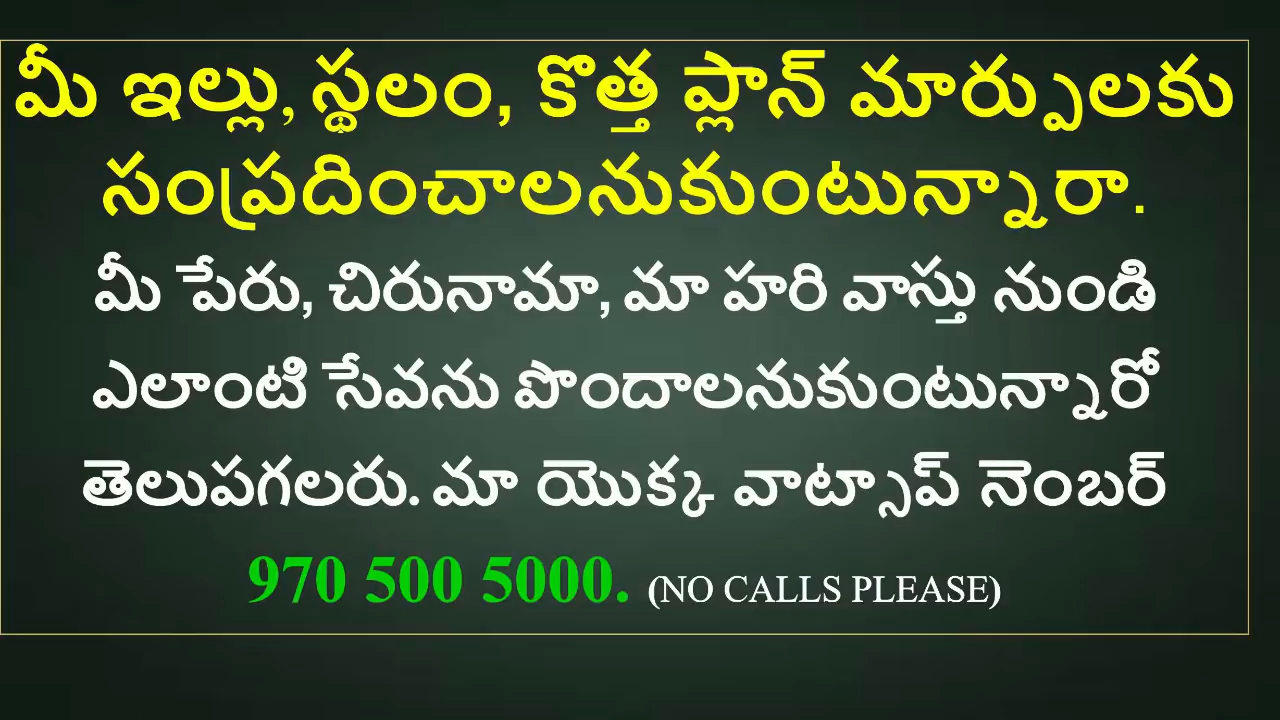 మీ ఇల్లు, స్థలం, కొత్త ప్లాన్ మార్పులకు
సంప్రదించాలనుకుంటున్నారా.
మీ పేరు, చిరునామా, మా హరి వాస్తు నుండి
ఎలాంటి సేవను పొందాలనుకుంటున్నారో
తెలుపగలరు. మా యొక్క వాట్సాప్ నెంబర్
970 500 5000. (NO CALLS PLEASE)